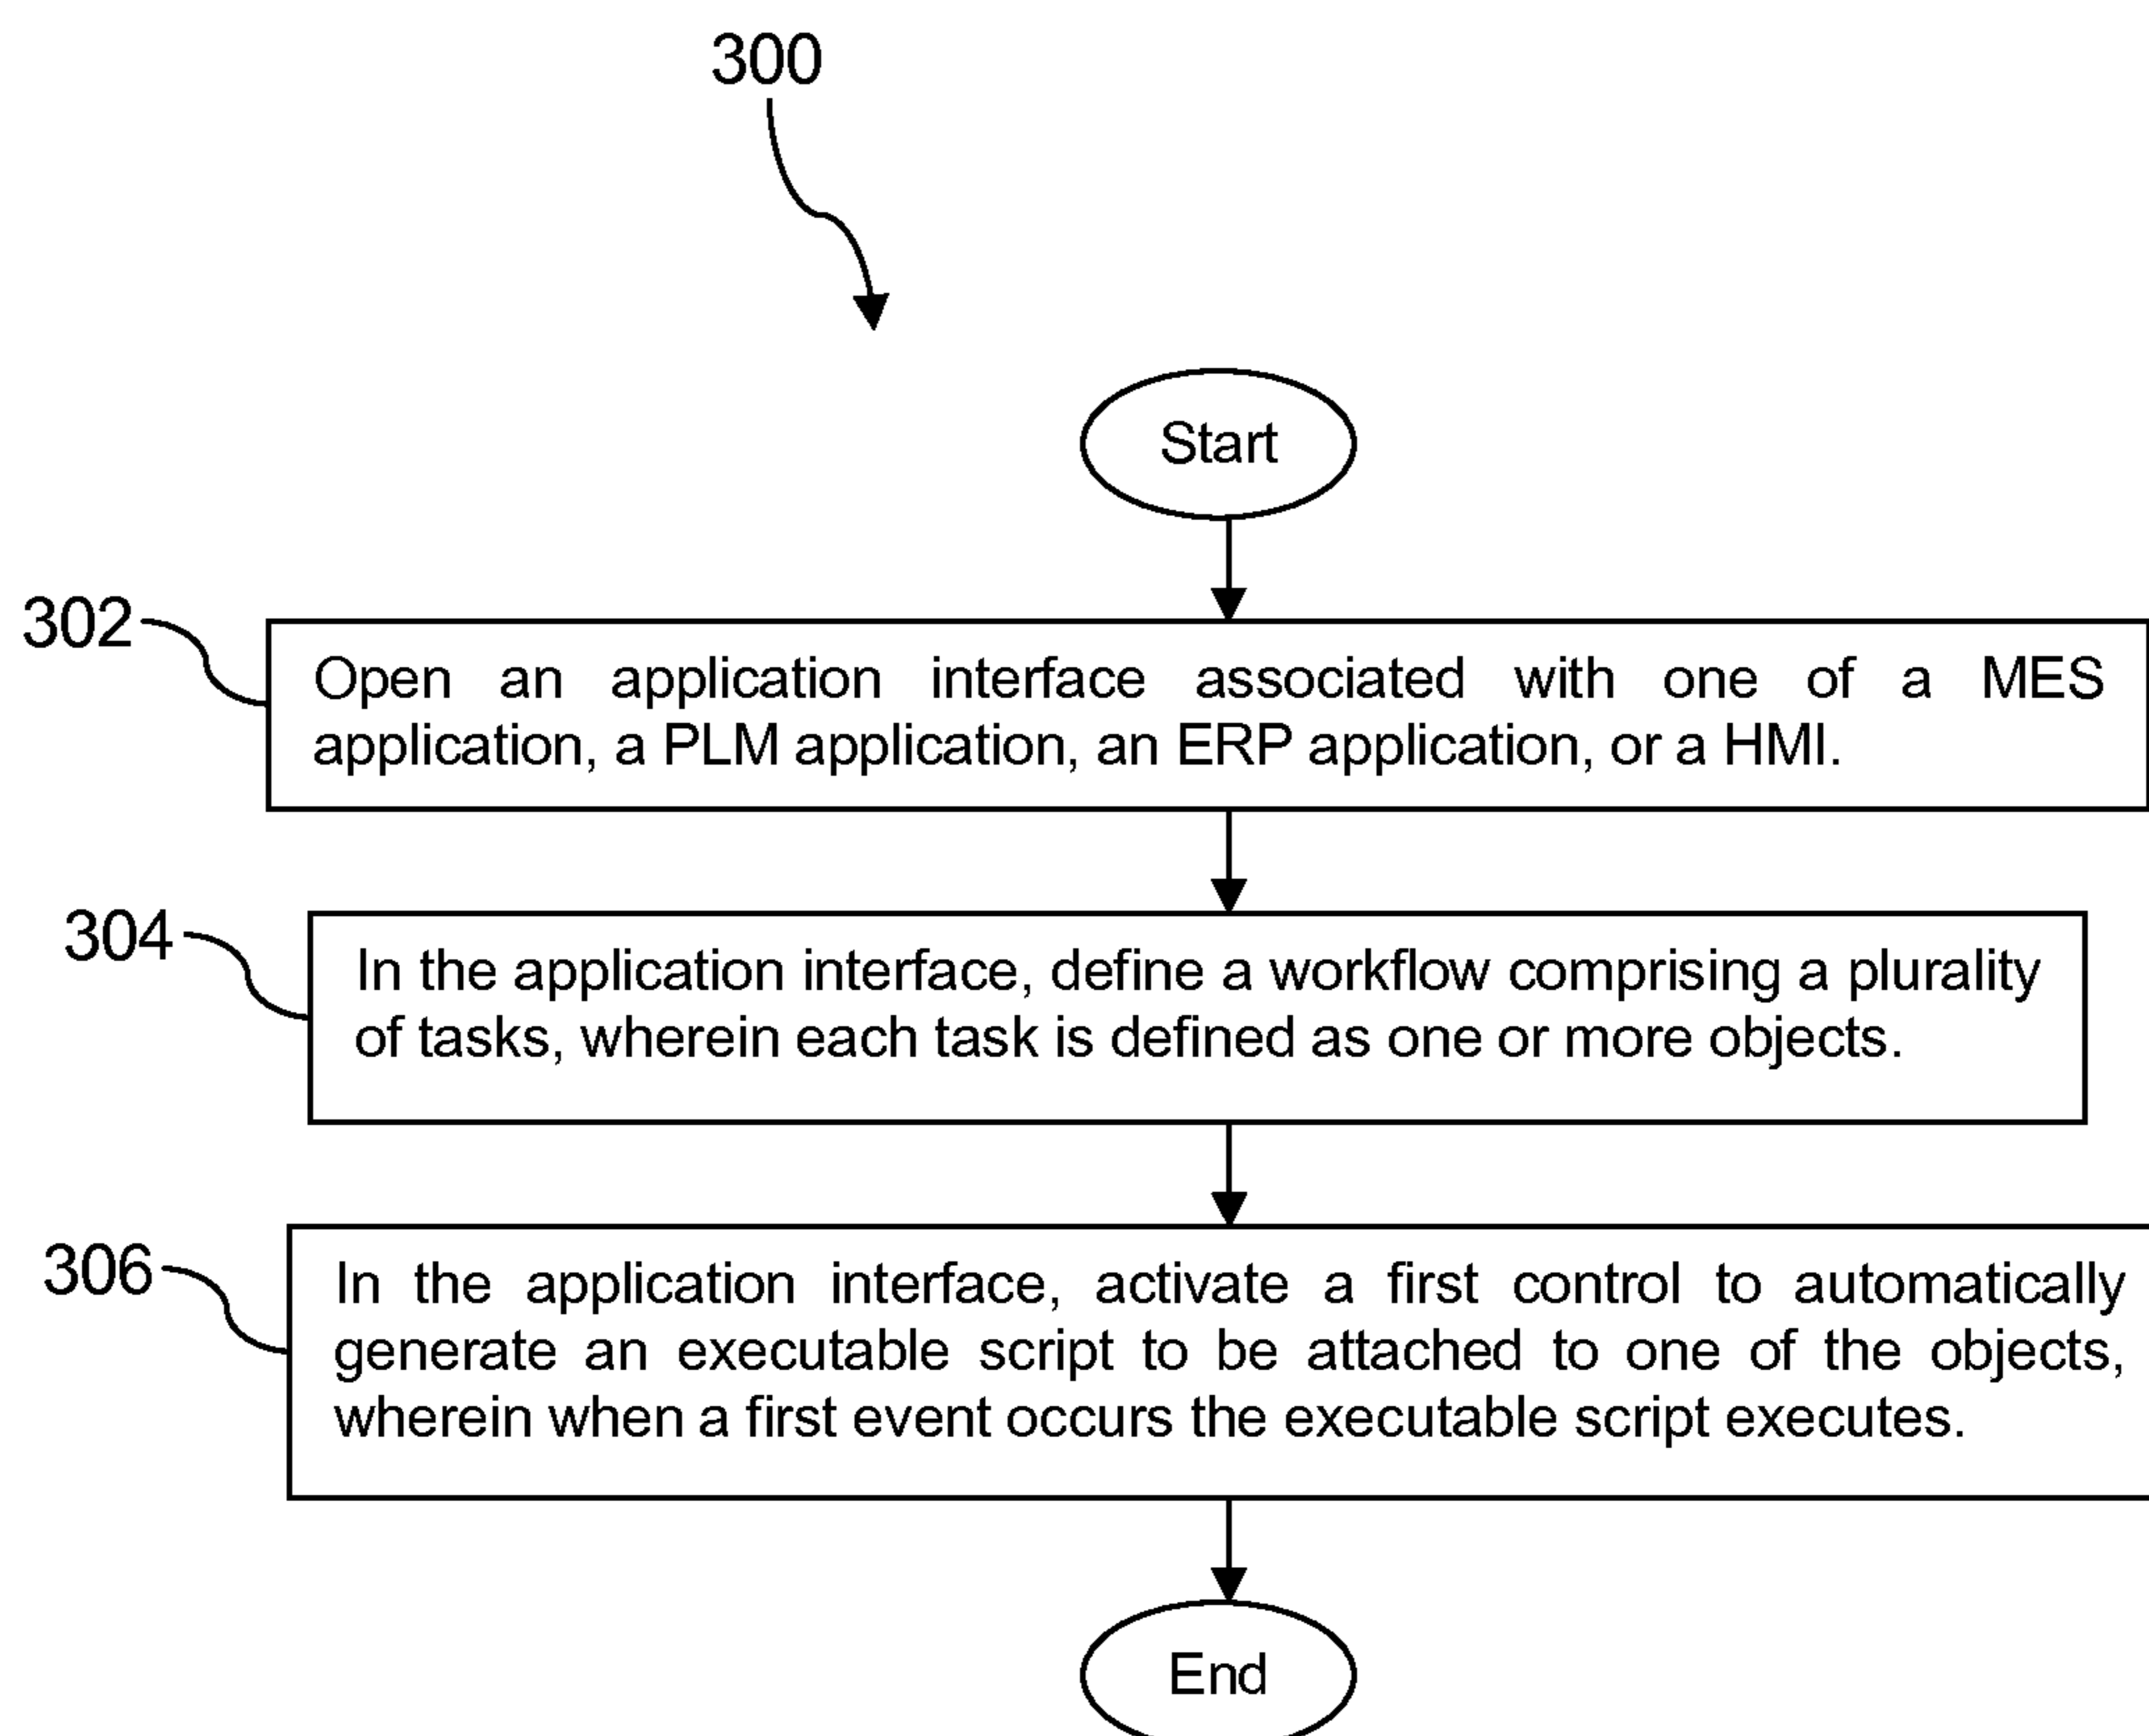 300
Start
302
Open an application interface associated with one of a MES
application, a PLM application, an ERP application, or a HMI.
304
In the application interface, define a workflow comprising a plurality
of tasks, wherein each task is defined as one or more objects.
306
In the application interface, activate a first control to automatically
generate an executable script to be attached to one of the objects,
wherein when a first event occurs the executable script executes.
End